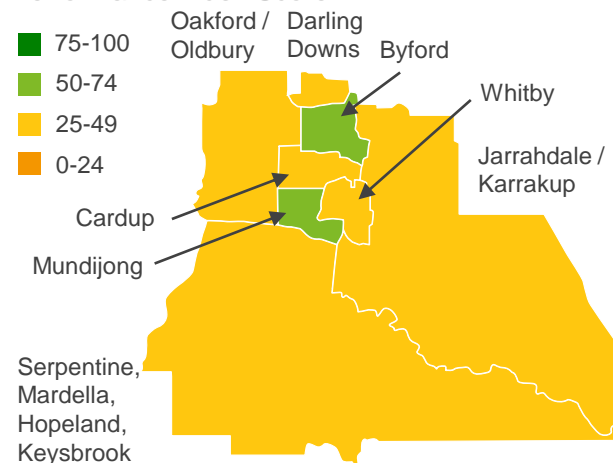 75-100
50-74
25-49
0-24
Oakford /
Oldbury
Darling
Downs
Byford
Whitby
Jarrahdale /
Karrakup
Cardup
Mundijong
Serpentine,
Mardella,
Hopeland,
Keysbrook